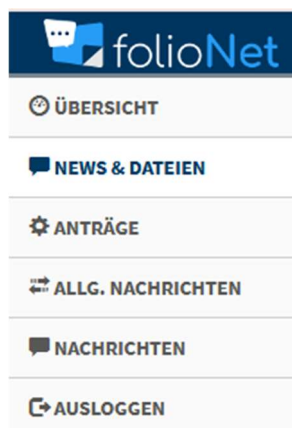 folioNet
ÜBERSICHT
NEWS & DATEIEN
ANTRÄGE
ALLG. NACHRICHTEN
NACHRICHTEN
AUSLOGGEN